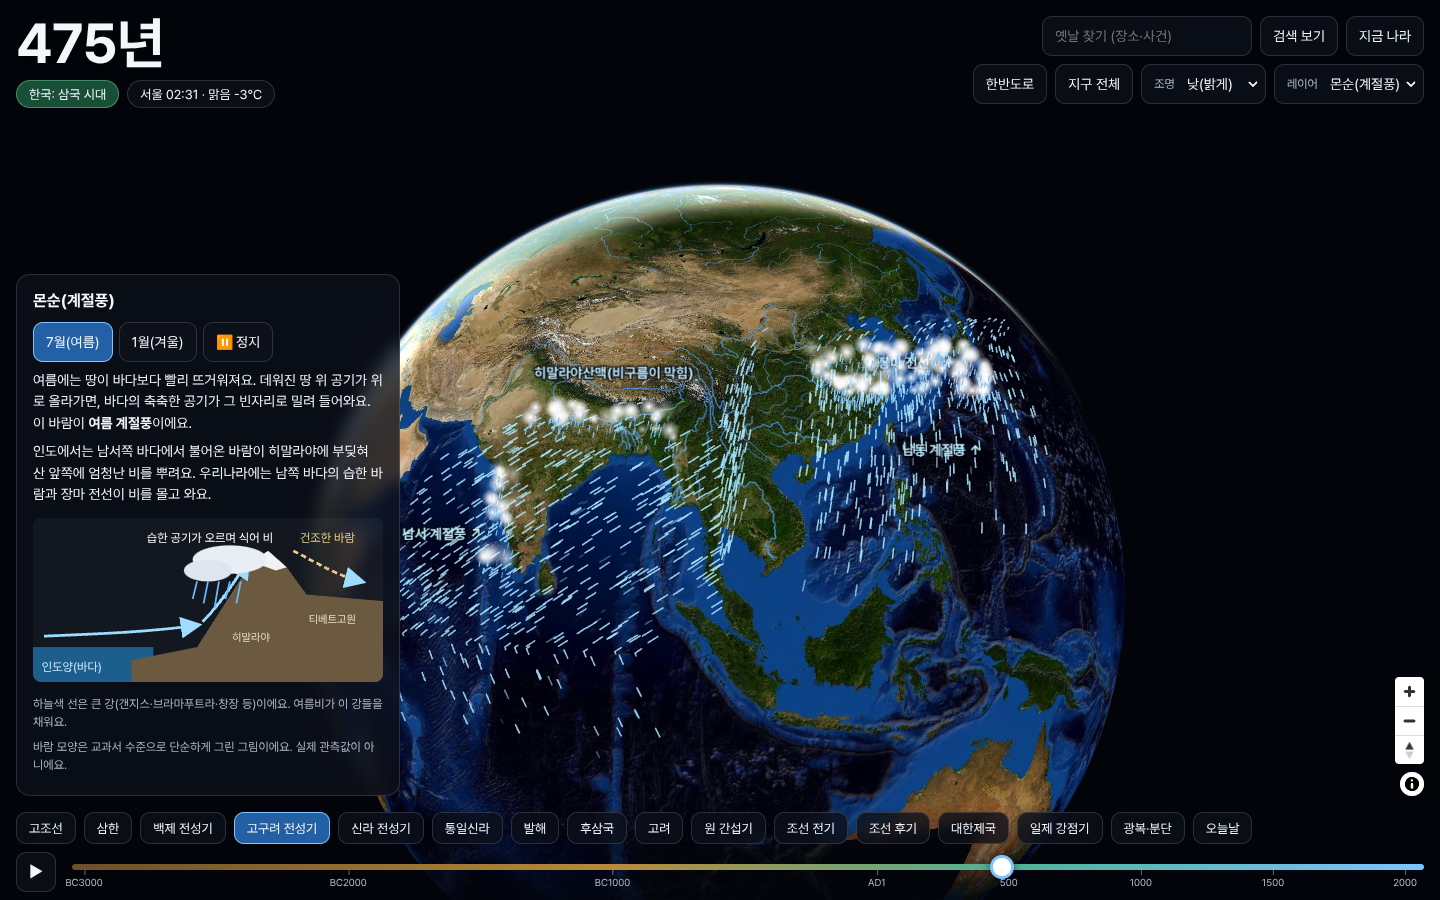 475년
한국: 삼국 시대
서울 02:31 · 맑음 -3°C
옛날 찾기 (장소·사건)
검색 보기
지금 나라
한반도로
지구 전체
조명 낮(밝게)
레이어 몬순(계절풍)
몬순(계절풍)
7월(여름)
1월(겨울)
정지
여름에는 땅이 바다보다 빨리 뜨거워져요. 데워진 땅 위 공기가 위
로 올라가면, 바다의 축축한 공기가 그 빈자리로 밀려 들어와요.
이 바람이 여름 계절풍이에요.
인도에서는 남서쪽 바다에서 불어온 바람이 히말라야에 부딪혀
산 앞쪽에 엄청난 비를 뿌려요. 우리나라에는 남쪽 바다의 습한 바
람과 장마 전선이 비를 몰고 와요.
습한 공기가 오르며 식어 비
건조한 바람
티베트고원
히말라야
인도양(바다)
하늘색 선은 큰 강(갠지스·브라마푸트라·창장 등)이에요. 여름비가 이 강들을
채워요.
바람 모양은 교과서 수준으로 단순하게 그린 그림이에요. 실제 관측값이 아
니에요.
히말라야산맥(비구름이 막힘)
장마 전선
남동 계절풍 ↑
남서 계절풍 ↗
고조선
삼한
백제 전성기
고구려 전성기
신라 전성기
통일신라
발해
후삼국
고려
원 간섭기
조선 전기
조선 후기
대한제국
일제 강점기
광복·분단
오늘날
BC3000
BC2000
BC1000
AD1
500
1000
1500
2000